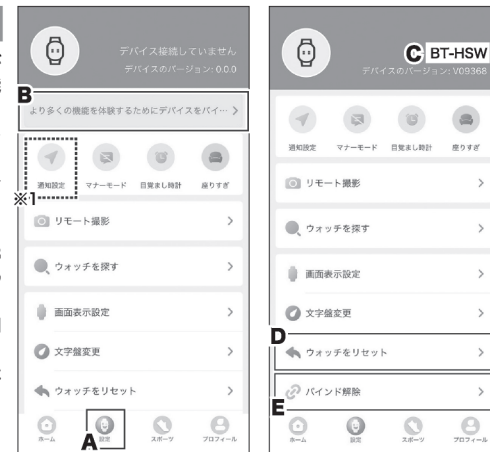 デバイス接続していません
デバイスのバージョン: 0.0.0
B
より多くの機能を体験するためにデバイスをバイ… >
通知設定
マナーモード
目覚まし時計
座りすぎ
※1
リモート撮影
ウォッチを探す
画面表示設定
文字盤変更
ウォッチをリセット
A
ホーム
設定
スポーツ
プロフィール
C BT-HSW
デバイスのバージョン: V09368
通知設定
マナーモード
目覚まし時計
座りすぎ
リモート撮影
ウォッチを探す
画面表示設定
文字盤変更
D
ウォッチをリセット
E
バインド解除
ホーム
設定
スポーツ
プロフィール